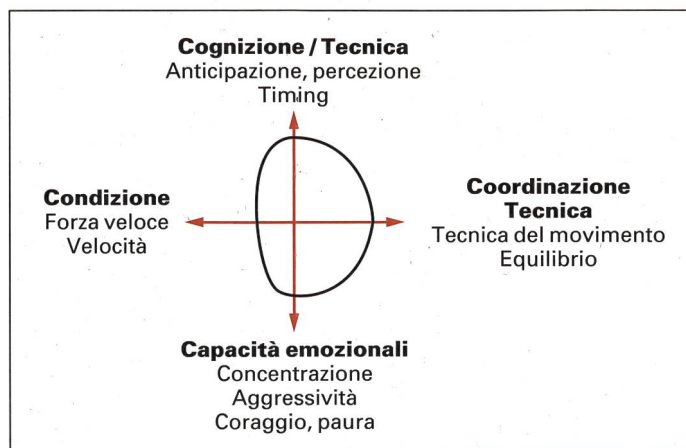 Cognizione / Tecnica
Anticipazione, percezione
Timing
Condizione
Forza veloce
Velocità
Coordinazione
Tecnica
Tecnica del movimento
Equilibrio
Capacità emozionali
Concentrazione
Aggressività
Coraggio, paura